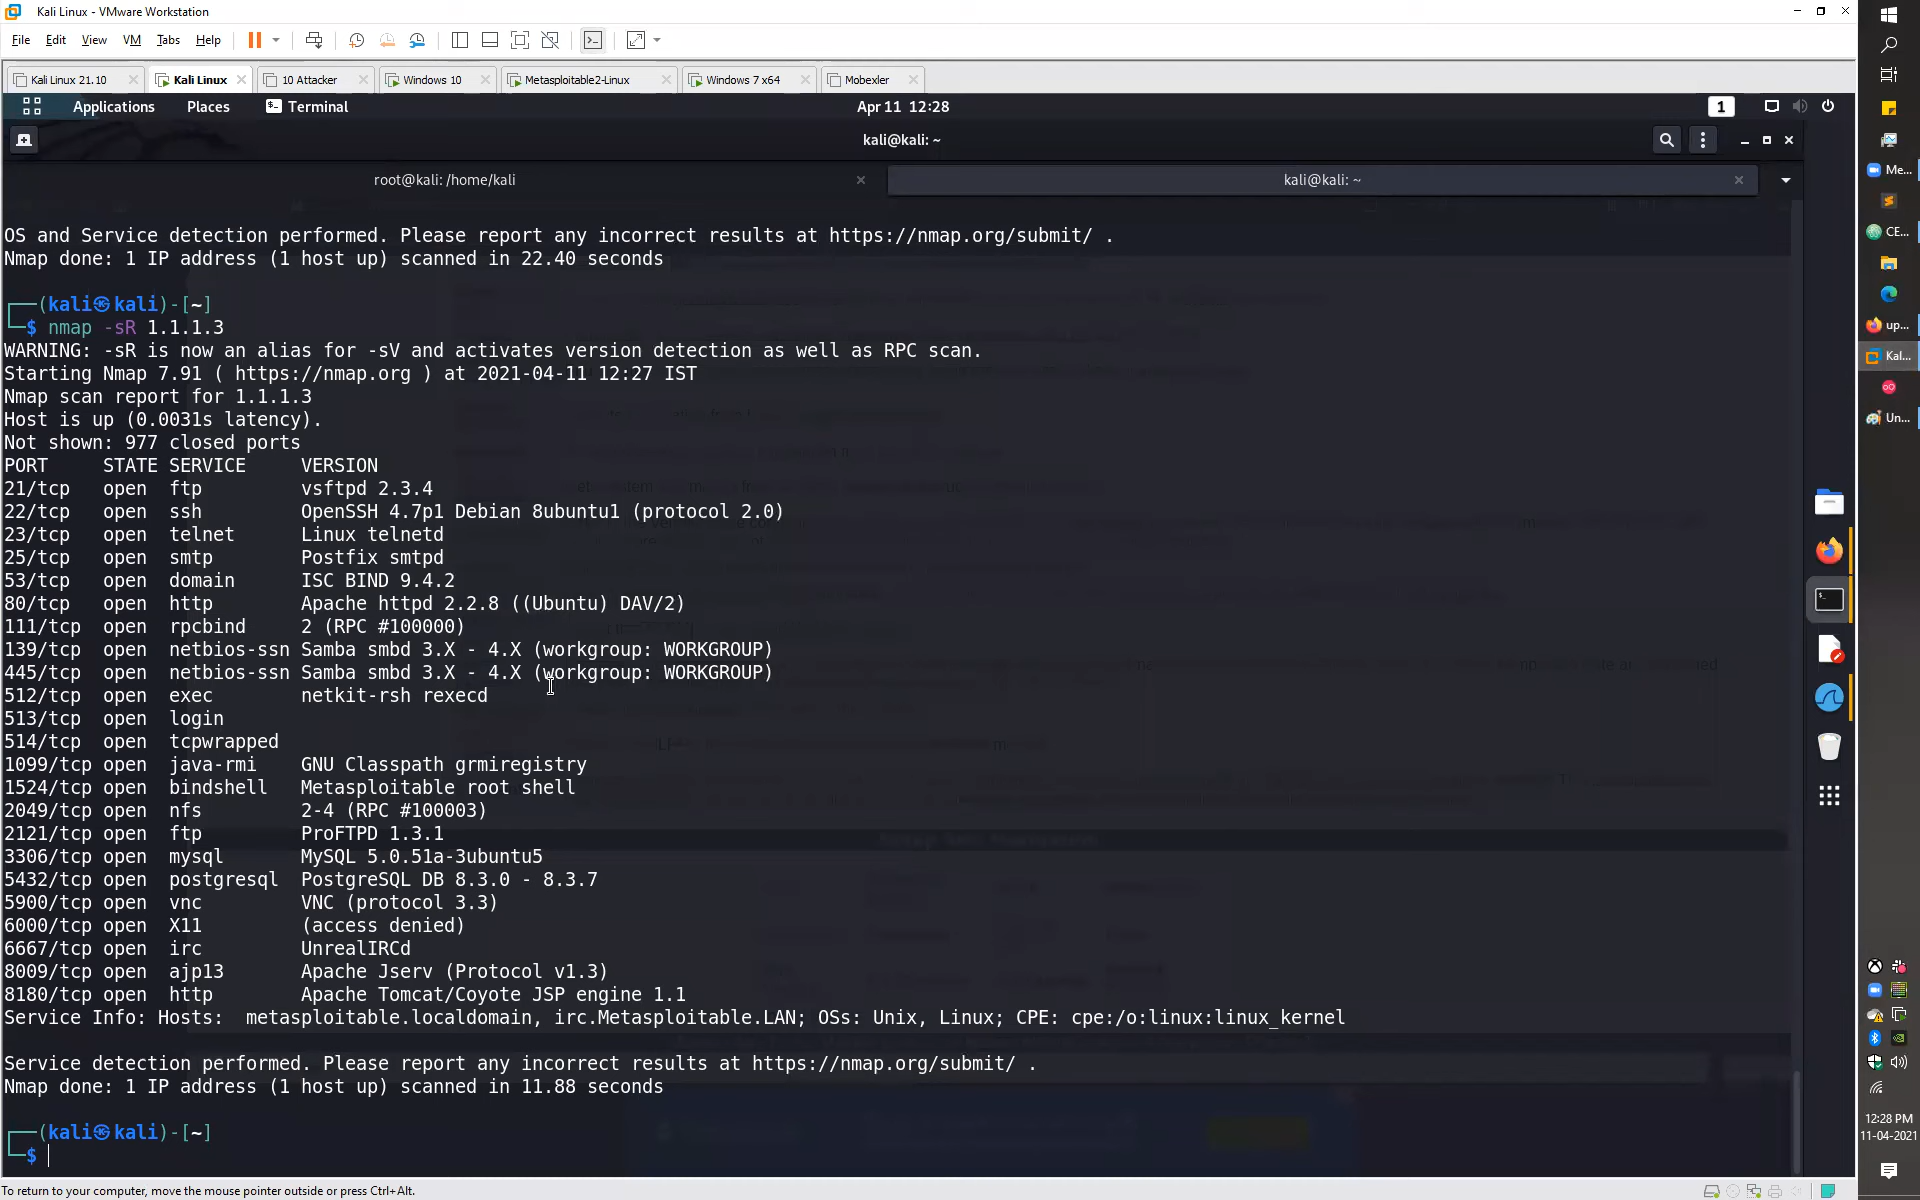 Kali Linux - VMware Workstation
File Edit View VM Tabs Help
Kali Linux 21.10 Kali Linux 10 Attacker Windows 10 Metasploitable2-Linux Windows 7 x64 Mobexler
Applications Places Terminal Apr 11 12:28 1
kali@kali: ~
root@kali: /home/kali kali@kali: ~
OS and Service detection performed. Please report any incorrect results at https://nmap.org/submit/ .
Nmap done: 1 IP address (1 host up) scanned in 22.40 seconds
┌──(kali㉿kali)-[~]
└─$ nmap -sR 1.1.1.3
WARNING: -sR is now an alias for -sV and activates version detection as well as RPC scan.
Starting Nmap 7.91 ( https://nmap.org ) at 2021-04-11 12:27 IST
Nmap scan report for 1.1.1.3
Host is up (0.0031s latency).
Not shown: 977 closed ports
PORT     STATE SERVICE     VERSION
21/tcp   open  ftp         vsftpd 2.3.4
22/tcp   open  ssh         OpenSSH 4.7p1 Debian 8ubuntu1 (protocol 2.0)
23/tcp   open  telnet      Linux telnetd
25/tcp   open  smtp        Postfix smtpd
53/tcp   open  domain      ISC BIND 9.4.2
80/tcp   open  http        Apache httpd 2.2.8 ((Ubuntu) DAV/2)
111/tcp  open  rpcbind     2 (RPC #100000)
139/tcp  open  netbios-ssn Samba smbd 3.X - 4.X (workgroup: WORKGROUP)
445/tcp  open  netbios-ssn Samba smbd 3.X - 4.X (workgroup: WORKGROUP)
512/tcp  open  exec        netkit-rsh rexecd
513/tcp  open  login
514/tcp  open  tcpwrapped
1099/tcp open  java-rmi    GNU Classpath grmiregistry
1524/tcp open  bindshell   Metasploitable root shell
2049/tcp open  nfs         2-4 (RPC #100003)
2121/tcp open  ftp         ProFTPD 1.3.1
3306/tcp open  mysql       MySQL 5.0.51a-3ubuntu5
5432/tcp open  postgresql  PostgreSQL DB 8.3.0 - 8.3.7
5900/tcp open  vnc         VNC (protocol 3.3)
6000/tcp open  X11         (access denied)
6667/tcp open  irc         UnrealIRCd
8009/tcp open  ajp13       Apache Jserv (Protocol v1.3)
8180/tcp open  http        Apache Tomcat/Coyote JSP engine 1.1
Service Info: Hosts:  metasploitable.localdomain, irc.Metasploitable.LAN; OSs: Unix, Linux; CPE: cpe:/o:linux:linux_kernel
Service detection performed. Please report any incorrect results at https://nmap.org/submit/ .
Nmap done: 1 IP address (1 host up) scanned in 11.88 seconds
┌──(kali㉿kali)-[~]
└─$
To return to your computer, move the mouse pointer outside or press Ctrl+Alt.
Me...
CE...
up...
Kal...
Un...
12:28 PM
11-04-2021